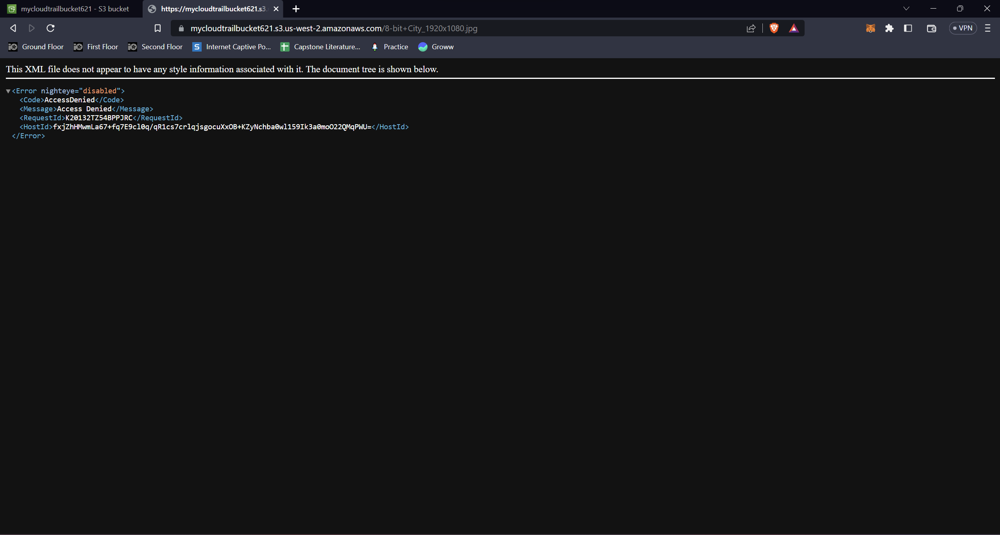 mycloudtrailbucket621 - S3 bucket
https://mycloudtrailbucket621.s3.
mycloudtrailbucket621.s3.us-west-2.amazonaws.com/8-bit+City_1920x1080.jpg
VPN
Ground Floor
First Floor
Second Floor
Internet Captive Po...
Capstone Literature...
Practice
Groww
This XML file does not appear to have any style information associated with it. The document tree is shown below.
<Error nighteye="disabled">
<Code>AccessDenied</Code>
<Message>Access Denied</Message>
<RequestId>K20132TZ54BPPJRC</RequestId>
<HostId>fxjZhHMwmLa67+fq7E9cl0q/qR1cs7crlqjsgocuXxOB+KZyNchba0wl159Ik3a0moO22QMqPWU=</HostId>
</Error>